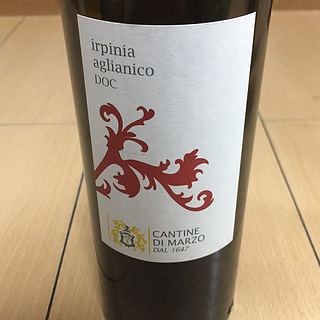 irpinia
aglianico
DOC
CANTINE
DI MARZO
DAL 1647